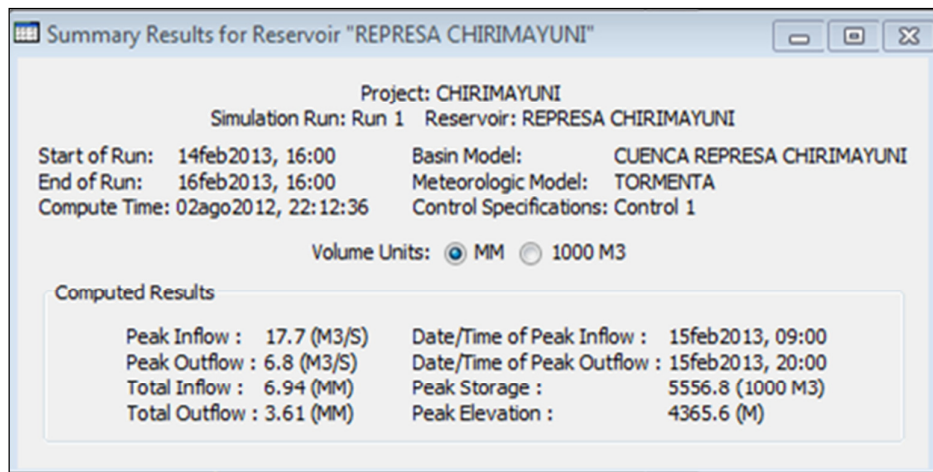 Summary Results for Reservoir "REPRESA CHIRIMAYUNI"
Project: CHIRIMAYUNI
Simulation Run: Run 1 Reservoir: REPRESA CHIRIMAYUNI
Start of Run: 14feb2013, 16:00 Basin Model: CUENCA REPRESA CHIRIMAYUNI
End of Run: 16feb2013, 16:00 Meteorologic Model: TORMENTA
Compute Time: 02ago2012, 22:12:36 Control Specifications: Control 1
Volume Units: MM 1000 M3
Computed Results
Peak Inflow : 17.7 (M3/S) Date/Time of Peak Inflow : 15feb2013, 09:00
Peak Outflow : 6.8 (M3/S) Date/Time of Peak Outflow : 15feb2013, 20:00
Total Inflow : 6.94 (MM) Peak Storage : 5556.8 (1000 M3)
Total Outflow : 3.61 (MM) Peak Elevation : 4365.6 (M)